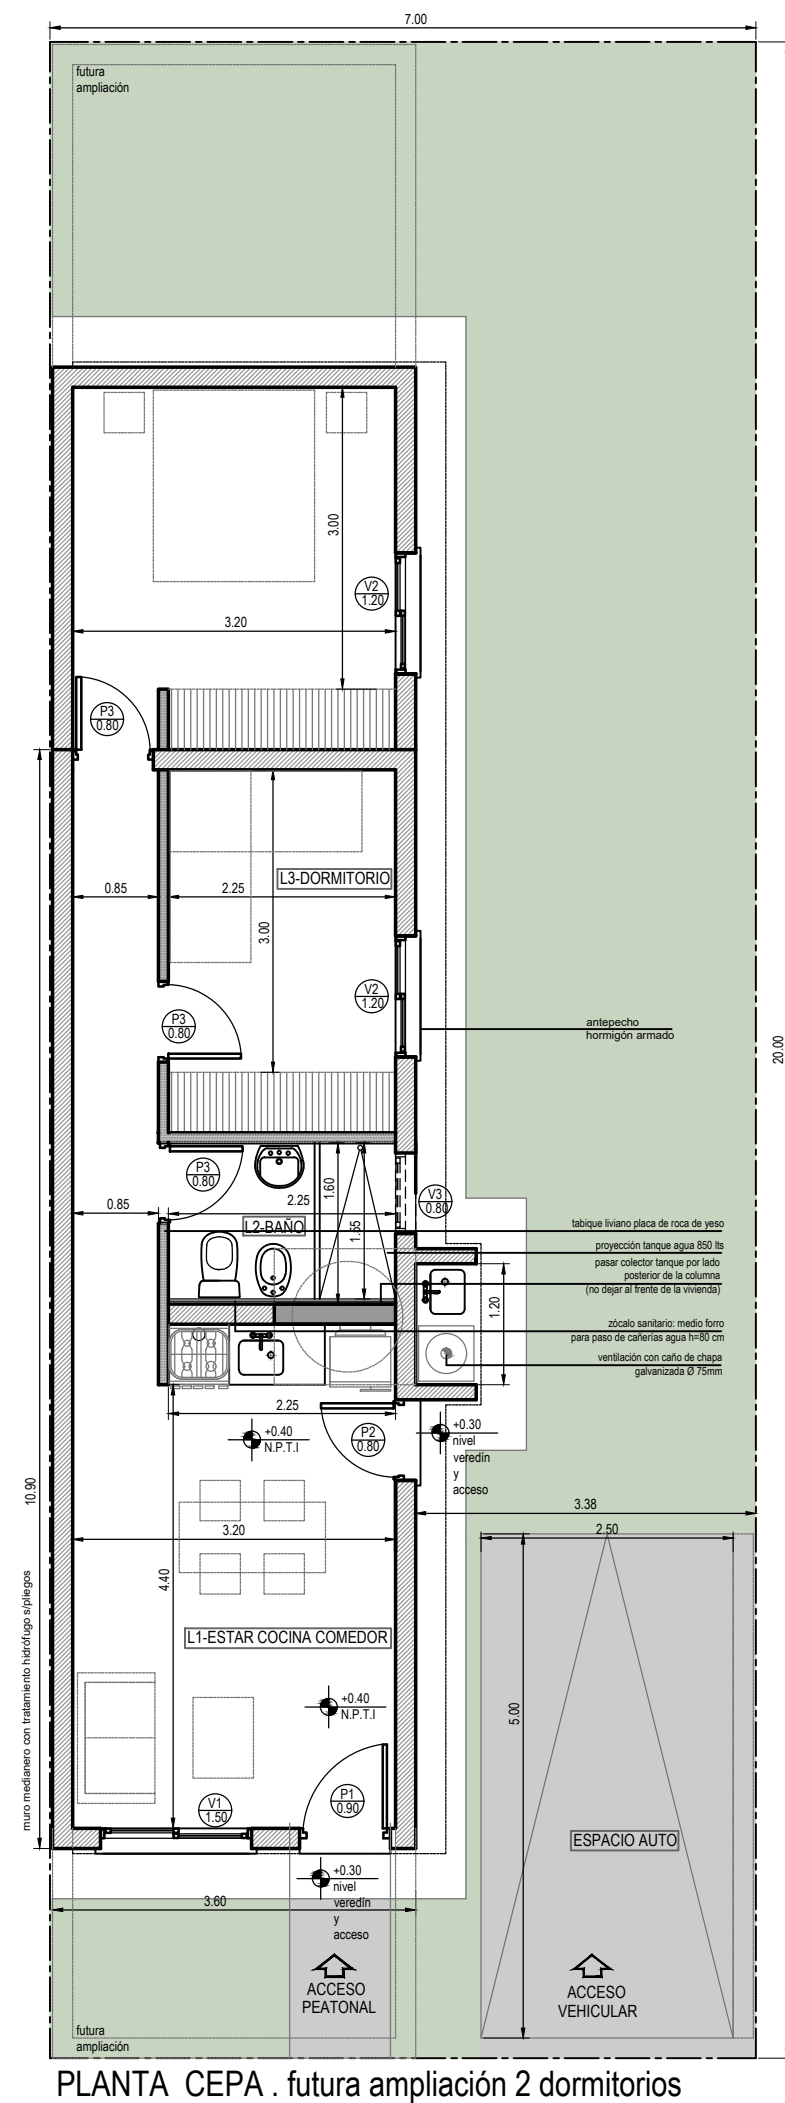 7.00
futura
ampliación
3.00
V2
1.20
3.20
P3
0.80
L3-DORMITORIO
0.85
2.25
3.00
V2
1.20
P3
0.80
antepecho
hormigón armado
20.00
P3
0.80
1.60
2.25
V3
0.80
0.85
L2-BAÑO
1.55
tabique liviano placa de roca de yeso
proyección tanque agua 850 lts
pasar colector tanque por lado
posterior de la columna
(no dejar al frente de la vivienda)
1.20
zócalo sanitario: medio forro
para paso de cañerías agua h=80 cm
ventilación con caño de chapa
galvanizada Ø 75mm
2.25
+0.40
N.P.T.I
P2
0.80
+0.30
nivel
veredín
y
acceso
10.90
3.38
3.20
2.50
4.40
muro medianero con tratamiento hidrófugo s/pliegos
L1-ESTAR COCINA COMEDOR
+0.40
N.P.T.I
5.00
V1
1.50
P1
0.90
ESPACIO AUTO
+0.30
nivel
veredín
y
acceso
3.60
ACCESO
PEATONAL
ACCESO
VEHICULAR
futura
ampliación
PLANTA CEPA . futura ampliación 2 dormitorios